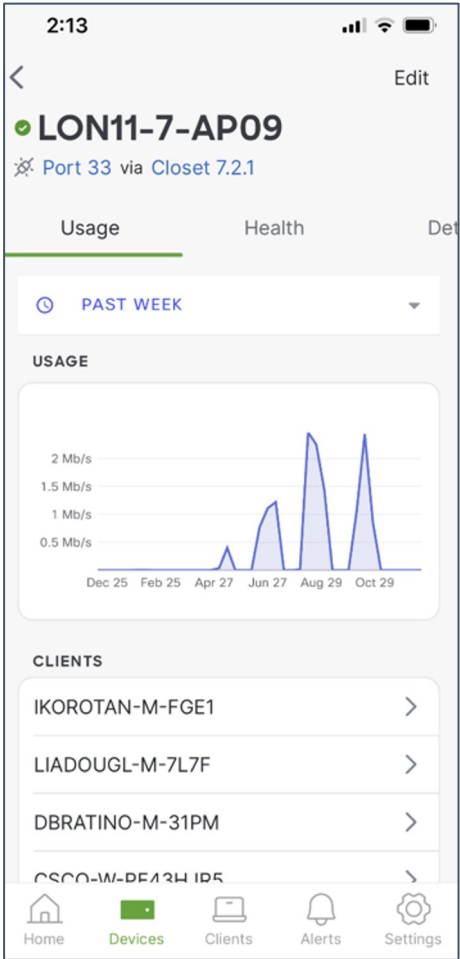 2:13
Edit
LON11-7-AP09
Port 33 via Closet 7.2.1
Usage Health Det
PAST WEEK
USAGE
2 Mb/s
1.5 Mb/s
1 Mb/s
0.5 Mb/s
Dec 25 Feb 25 Apr 27 Jun 27 Aug 29 Oct 29
CLIENTS
IKOROTAN-M-FGE1
LIADOUGL-M-7L7F
DBRATINO-M-31PM
Home Devices Clients Alerts Settings